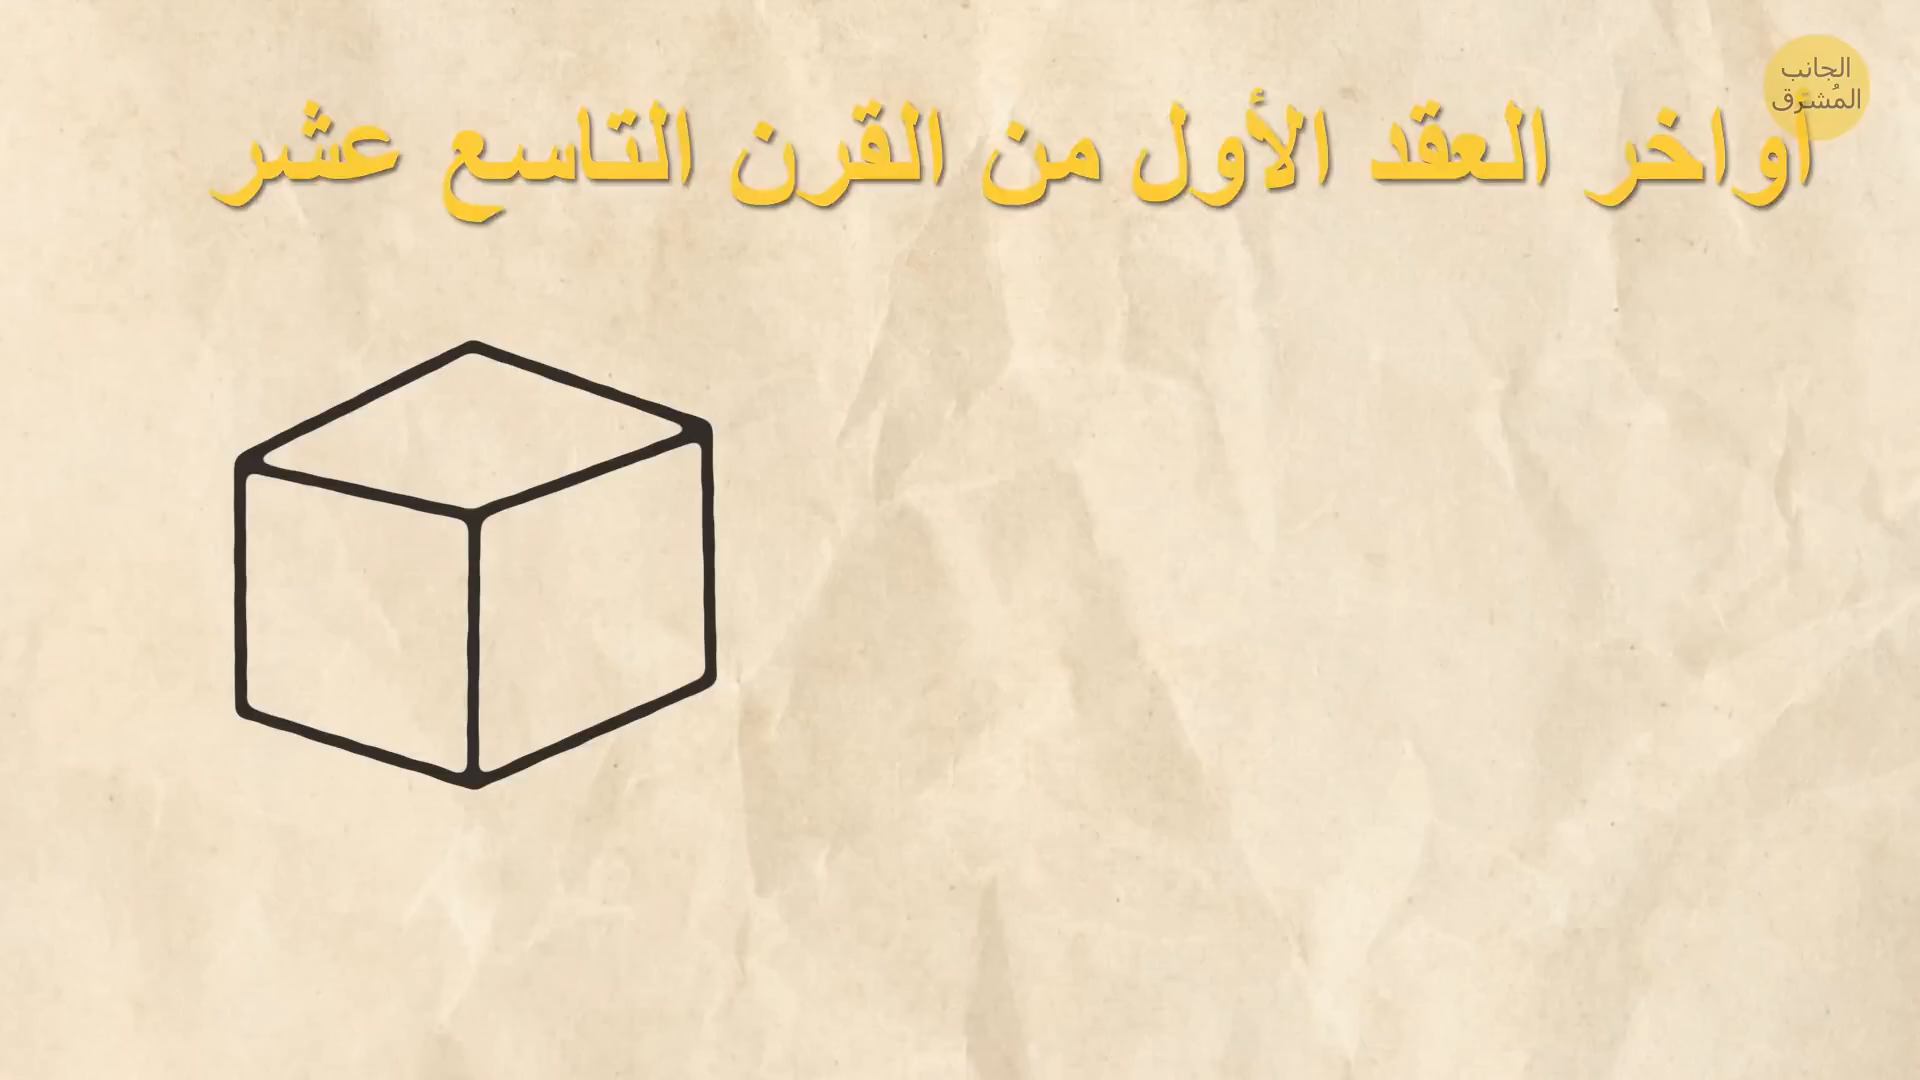 الجانب
المُشرق
أواخر العقد الأول من القرن التاسع عشر